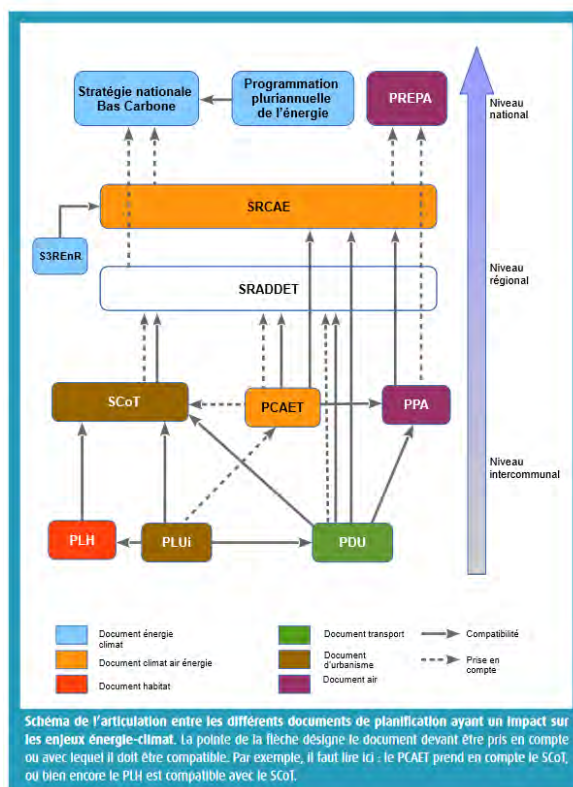 Stratégie nationale
Bas Carbone
Programmation
pluriannuelle
de l'énergie
PREPA
Niveau
national
SRCAE
S3REnR
SRADDET
Niveau
régional
SCoT
PCAET
PPA
Niveau
intercommunal
PLH
PLUi
PDU
Document énergie
climat
Document transport
Compatibilité
Document climat air énergie
Document
d'urbanisme
Prise en
compte
Document habitat
Document air
Schéma de l'articulation entre les différents documents de planification ayant un impact sur
les enjeux énergie-climat. La pointe de la flèche désigne le document devant être pris en compte
ou avec lequel il doit être compatible. Par exemple, il faut lire ici : le PCAET prend en compte le SCoT,
ou bien encore le PLH est compatible avec le SCoT.